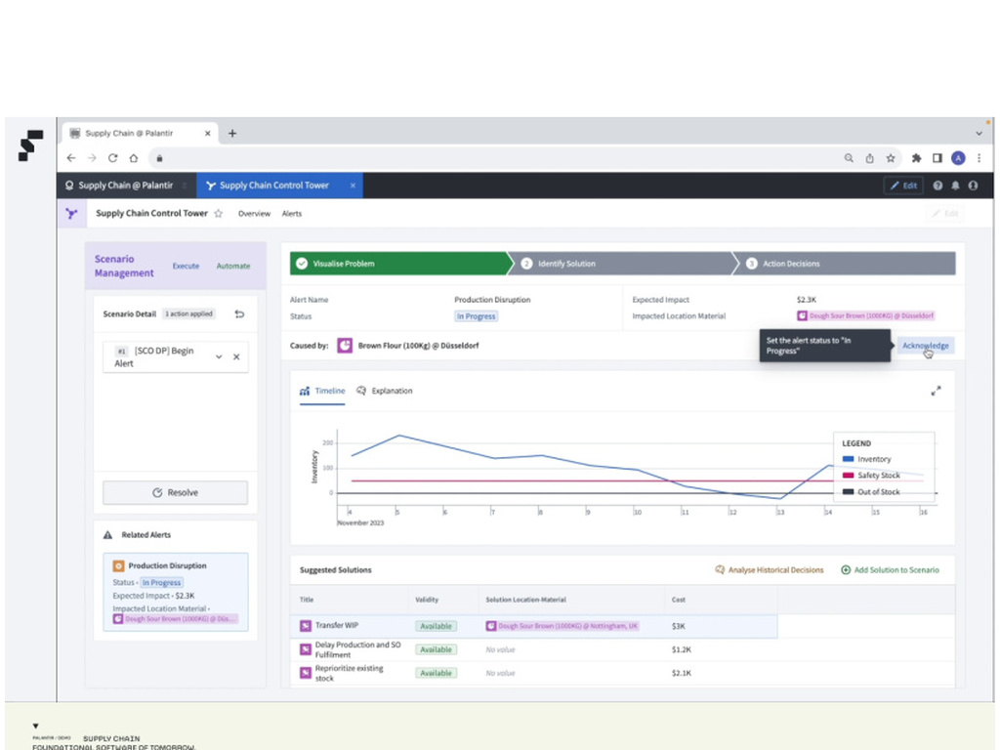 Supply Chain @ Palantir
Supply Chain @ Palantir
Supply Chain Control Tower
Edit
A
Supply Chain Control Tower
Overview
Alerts
Edit
Scenario Management
Execute
Automate
Scenario Detail
1 action applied
#1 [SCO DP] Begin
Alert
Resolve
Related Alerts
Production Disruption
Status • In Progress
Expected Impact • $2.3K
Impacted Location Material •
Dough Sour Brown (1000KG) @ Düs...
Visualise Problem
2 Identify Solution
3 Action Decisions
Alert Name Production Disruption
Status In Progress
Expected Impact $2.3K
Impacted Location Material Dough Sour Brown (1000KG) @ Düsseldorf
Caused by: Brown Flour (100Kg) @ Düsseldorf
Set the alert status to "In
Progress"
Acknowledge
Timeline
Explanation
Inventory
200
100
0
4 5 6 7 8 9 10 11 12 13 14 15 16
November 2023
LEGEND
Inventory
Safety Stock
Out of Stock
Suggested Solutions
Analyse Historical Decisions
Add Solution to Scenario
Title Validity Solution Location-Material Cost
Transfer WIP Available Dough Sour Brown (1000KG) @ Nottingham, UK $3K
Delay Production and SO
Fulfilment Available No value $1.2K
Reprioritize existing
stock Available No value $2.1K
PALANTIR / DEMO SUPPLY CHAIN
FOUNDATIONAL SOFTWARE OF TOMORROW.